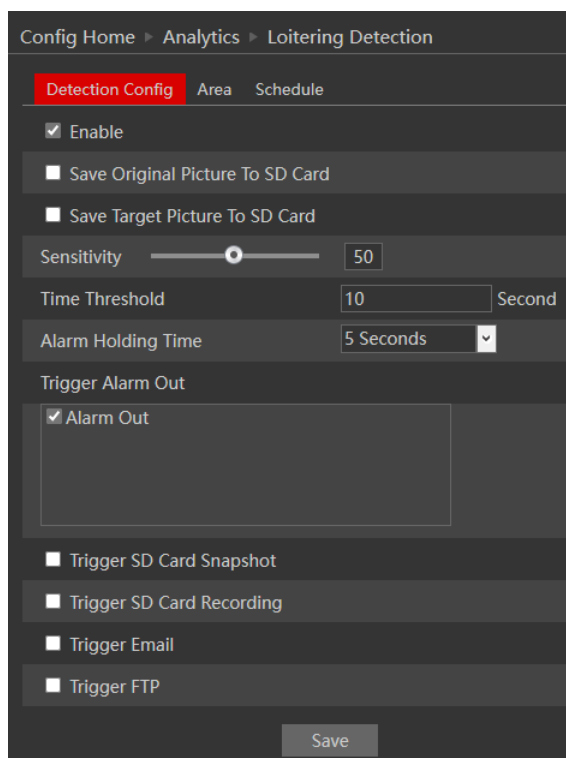 Config Home ▶ Analytics ▶ Loitering Detection
Detection Config Area Schedule
Enable
Save Original Picture To SD Card
Save Target Picture To SD Card
Sensitivity 50
Time Threshold 10 Second
Alarm Holding Time 5 Seconds
Trigger Alarm Out
Alarm Out
Trigger SD Card Snapshot
Trigger SD Card Recording
Trigger Email
Trigger FTP
Save